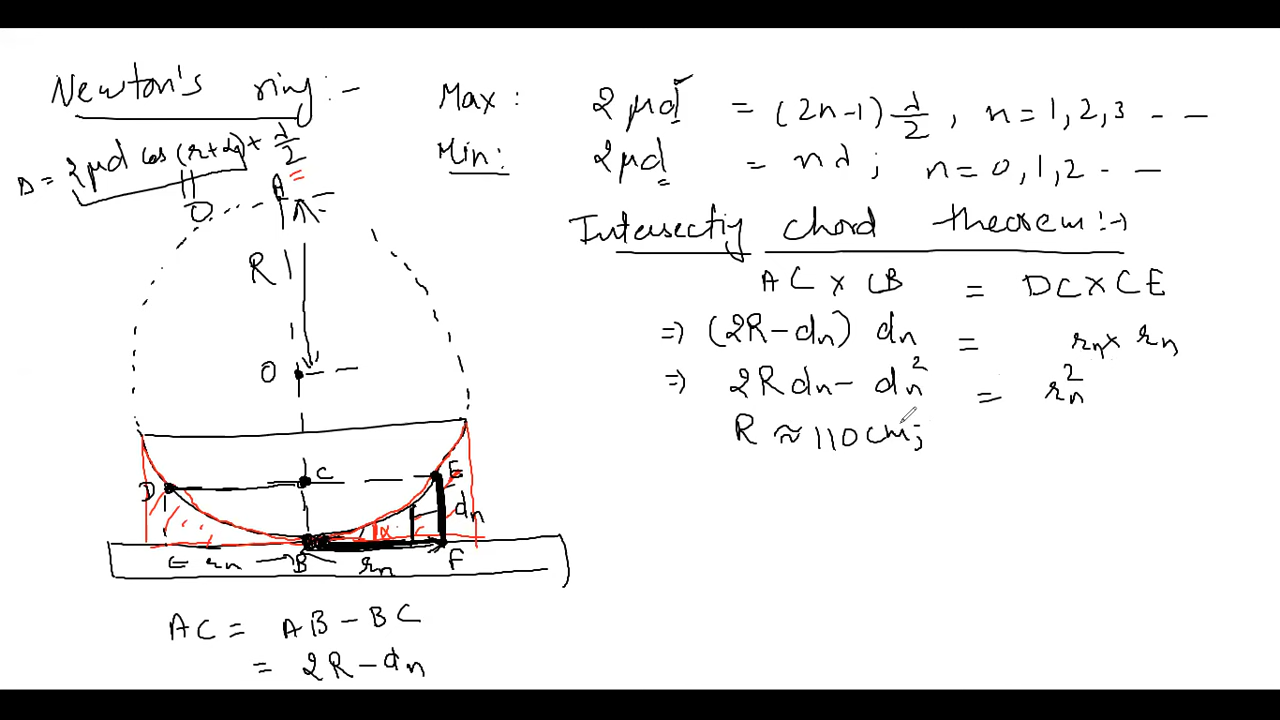 Newton's ring :-
Δ = 2μd cos (r+α) + λ/2
0
A
R
O
C
D
E
dn
α
rn
B
rn
F
AC = AB - BC
= 2R - dn
Max : 2μd = (2n-1) λ/2 , n = 1, 2, 3 - -
Min: 2μd = nλ ; n = 0, 1, 2 - -
Intersecting chord theorem :→
AC x CB = DC x CE
⇒ (2R - dn) dn = rn x rn
⇒ 2R dn - dn² = rn²
R ≈ 110 cm;